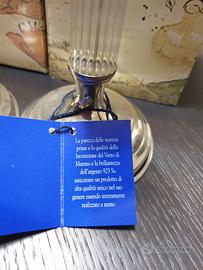 La purezza delle materie
prime e la qualità della
lavorazione del Vetro di
Murano e la brillantezza
dell'argento 925 ‰
assicurano un prodotto di
alta qualità unico nel suo
genere essendo interamente
realizzato a mano.